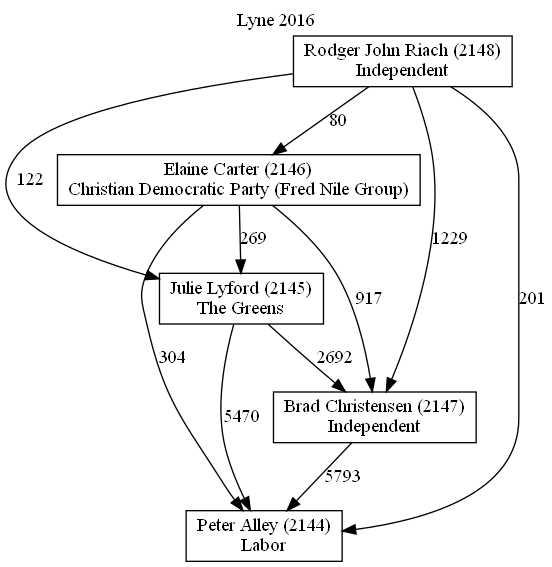 Lyne 2016
Rodger John Riach (2148)
Independent
80
Elaine Carter (2146)
Christian Democratic Party (Fred Nile Group)
122
269
1229
Julie Lyford (2145)
The Greens
917
201
304
2692
Brad Christensen (2147)
Independent
5470
5793
Peter Alley (2144)
Labor